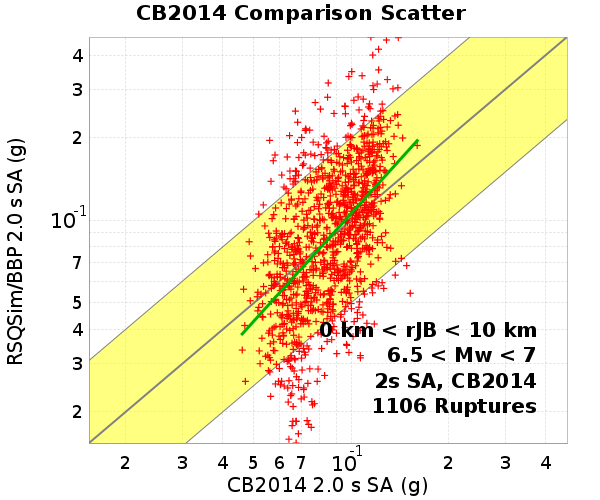 CB2014 Comparison Scatter
RSQSim/BBP 2.0 s SA (g)
4
3
2
10-1
7
5
4
3
2
0 km < rJB < 10 km
6.5 < Mw < 7
2s SA, CB2014
1106 Ruptures
2 3 4 5 6 7 10-1 2 3 4
CB2014 2.0 s SA (g)